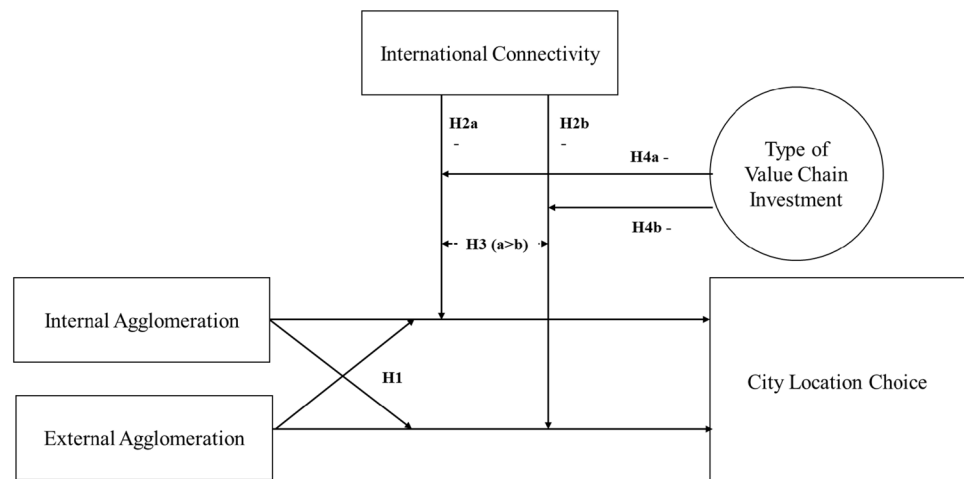 International Connectivity
H2a
-
H2b
-
Type of
Value Chain
Investment
H4a -
H4b -
H3 (a>b)
Internal Agglomeration
H1
City Location Choice
External Agglomeration